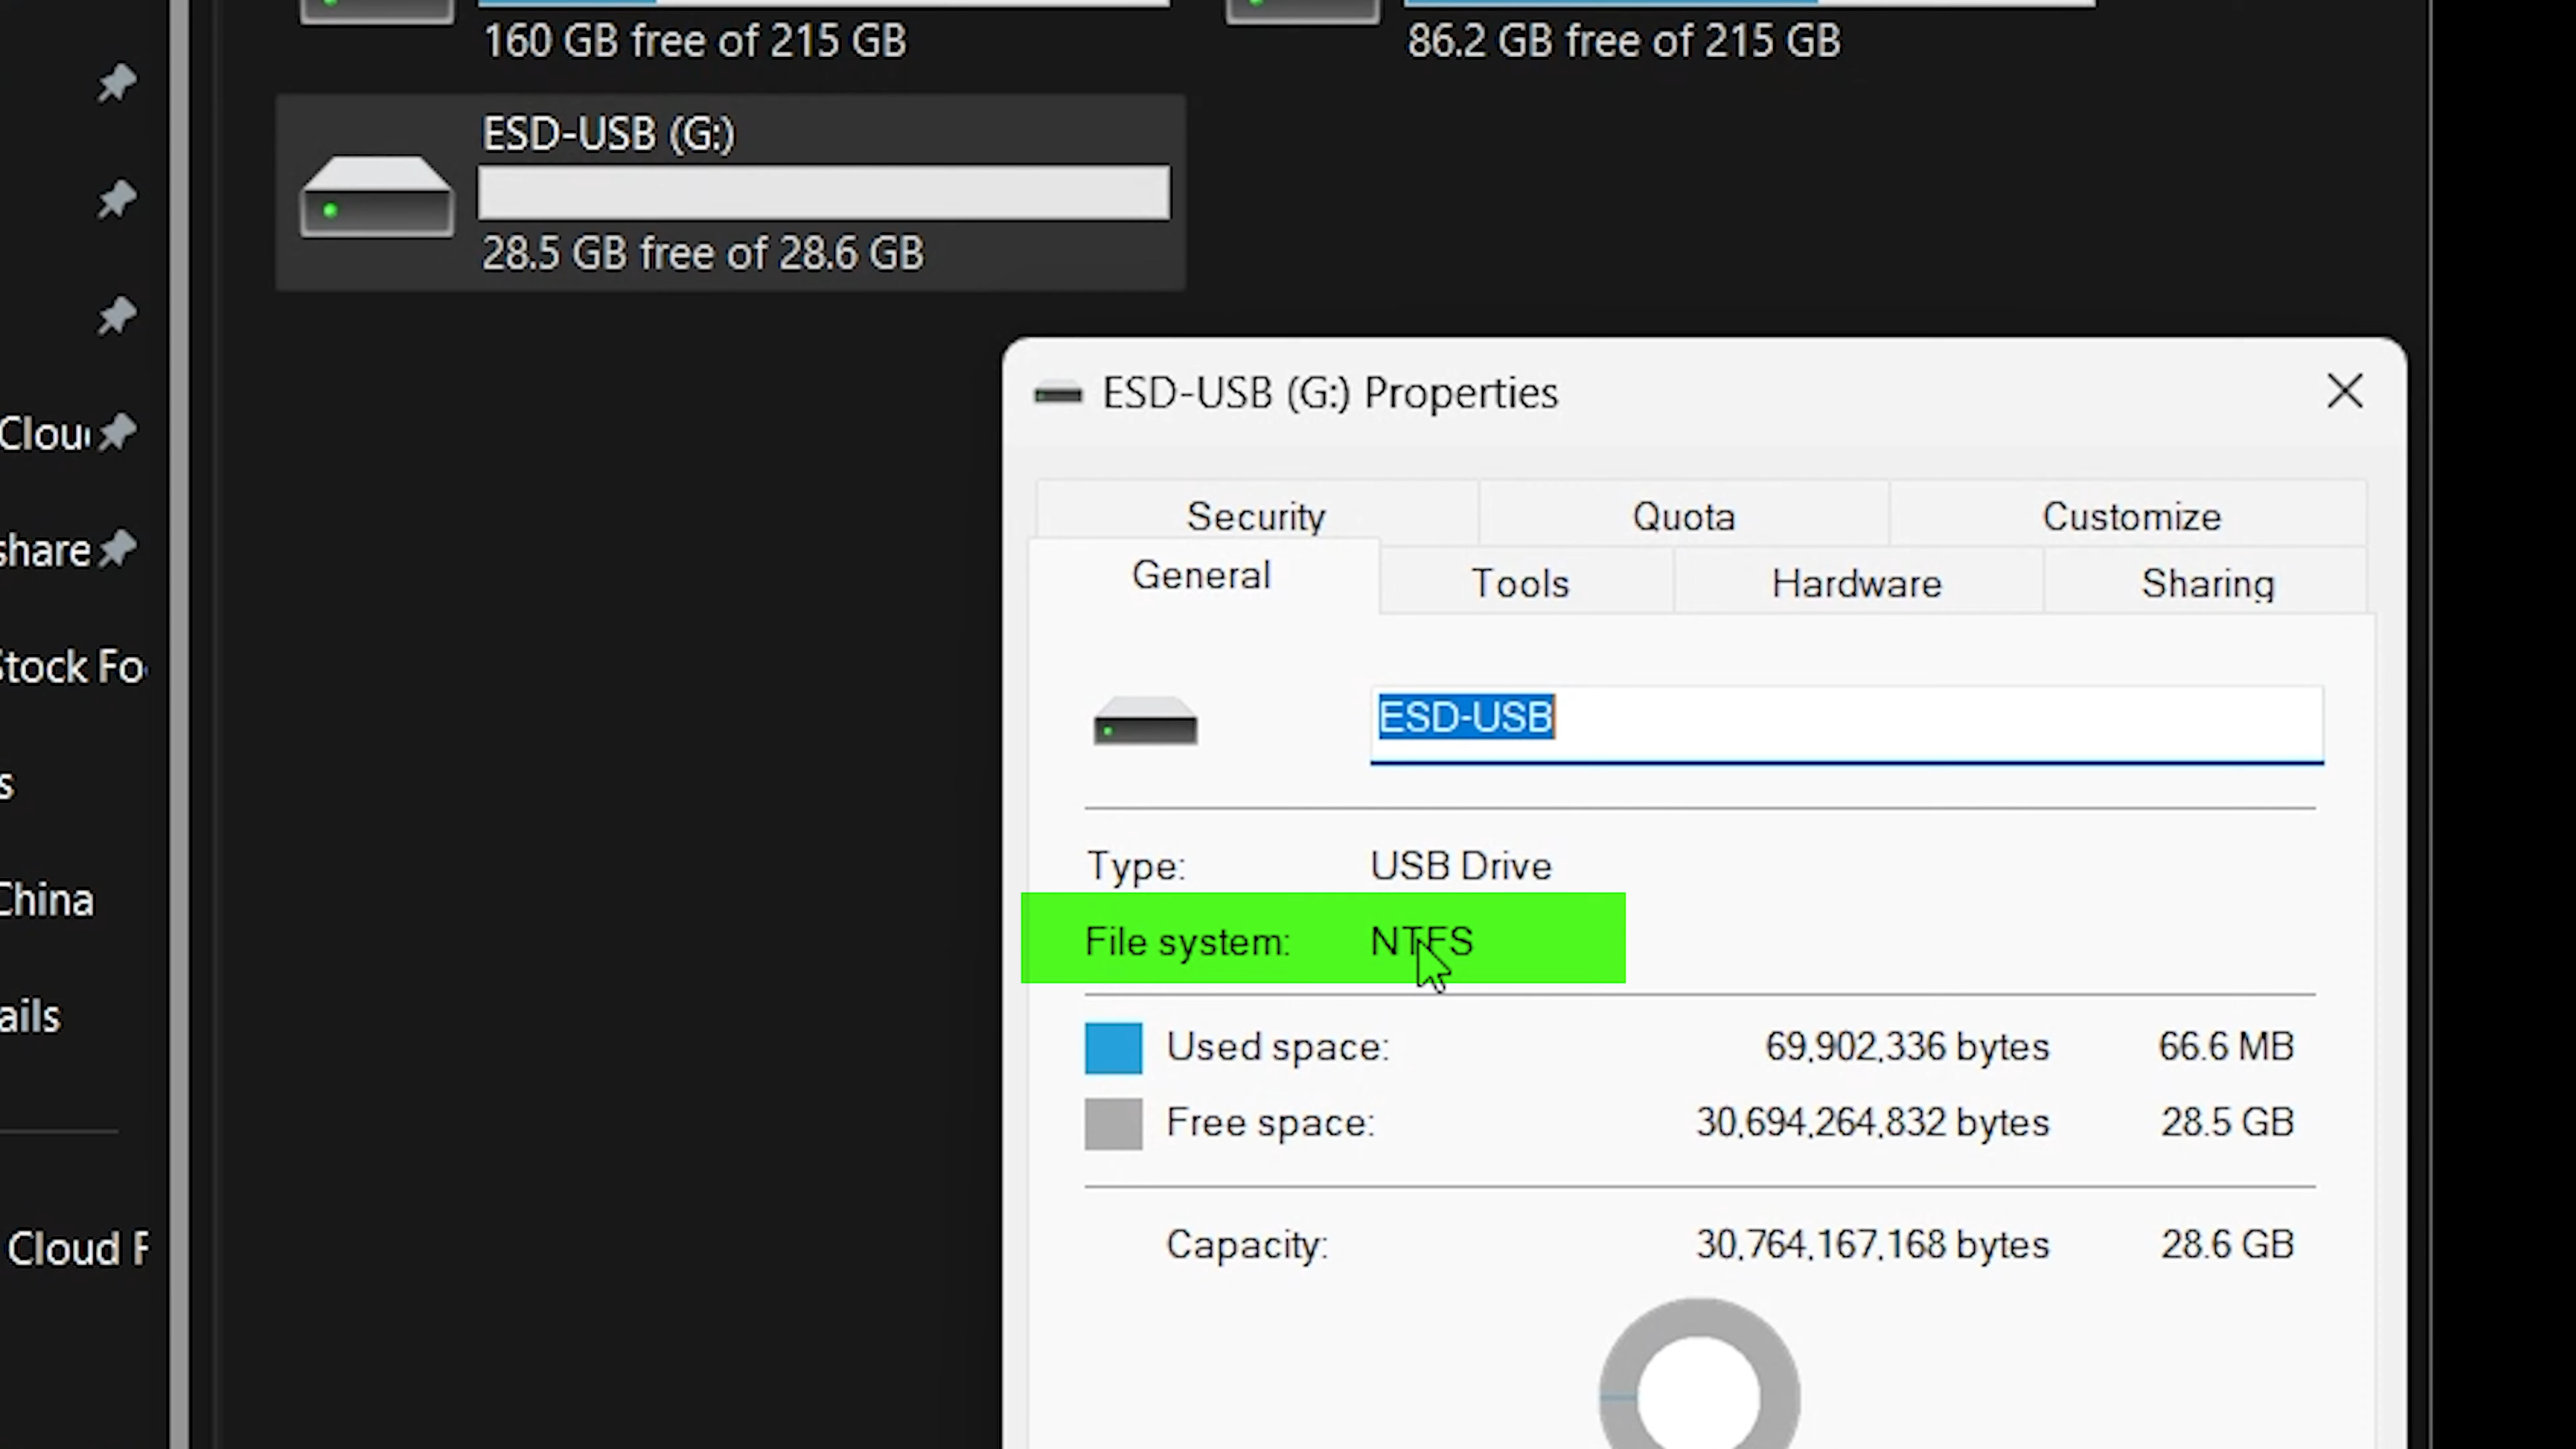 160 GB free of 215 GB
86.2 GB free of 215 GB
ESD-USB (G:)
28.5 GB free of 28.6 GB
Clou
share
Stock Fo
s
China
ails
Cloud F
ESD-USB (G:) Properties
Security Quota Customize
General Tools Hardware Sharing
ESD-USB
Type: USB Drive
File system: NTFS
Used space: 69,902,336 bytes 66.6 MB
Free space: 30,694,264,832 bytes 28.5 GB
Capacity: 30,764,167,168 bytes 28.6 GB